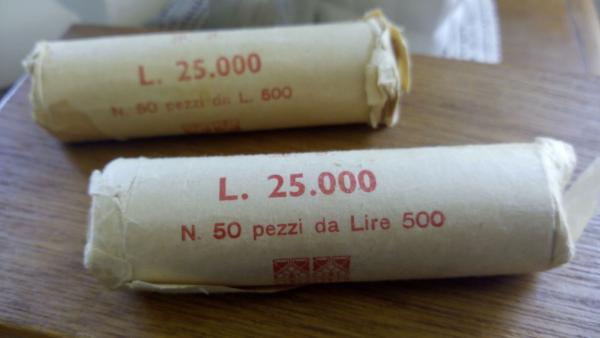 L. 25.000
N. 50 pezzi da L. 500
L. 25.000
N. 50 pezzi da Lire 500